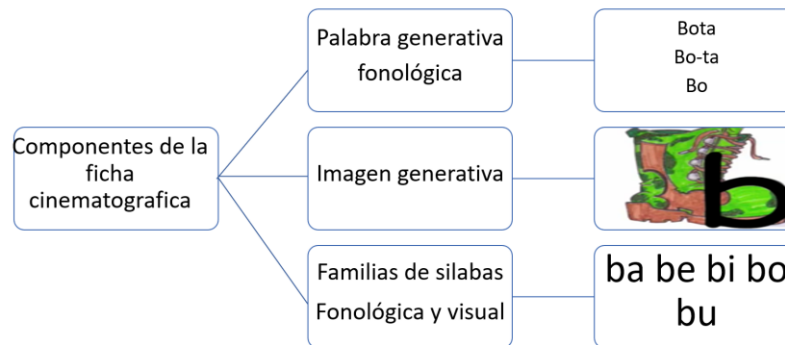 Componentes de la
ficha
cinematografica
Palabra generativa
fonológica
Bota
Bo-ta
Bo
Imagen generativa
b
Familias de silabas
Fonológica y visual
ba be bi bo
bu